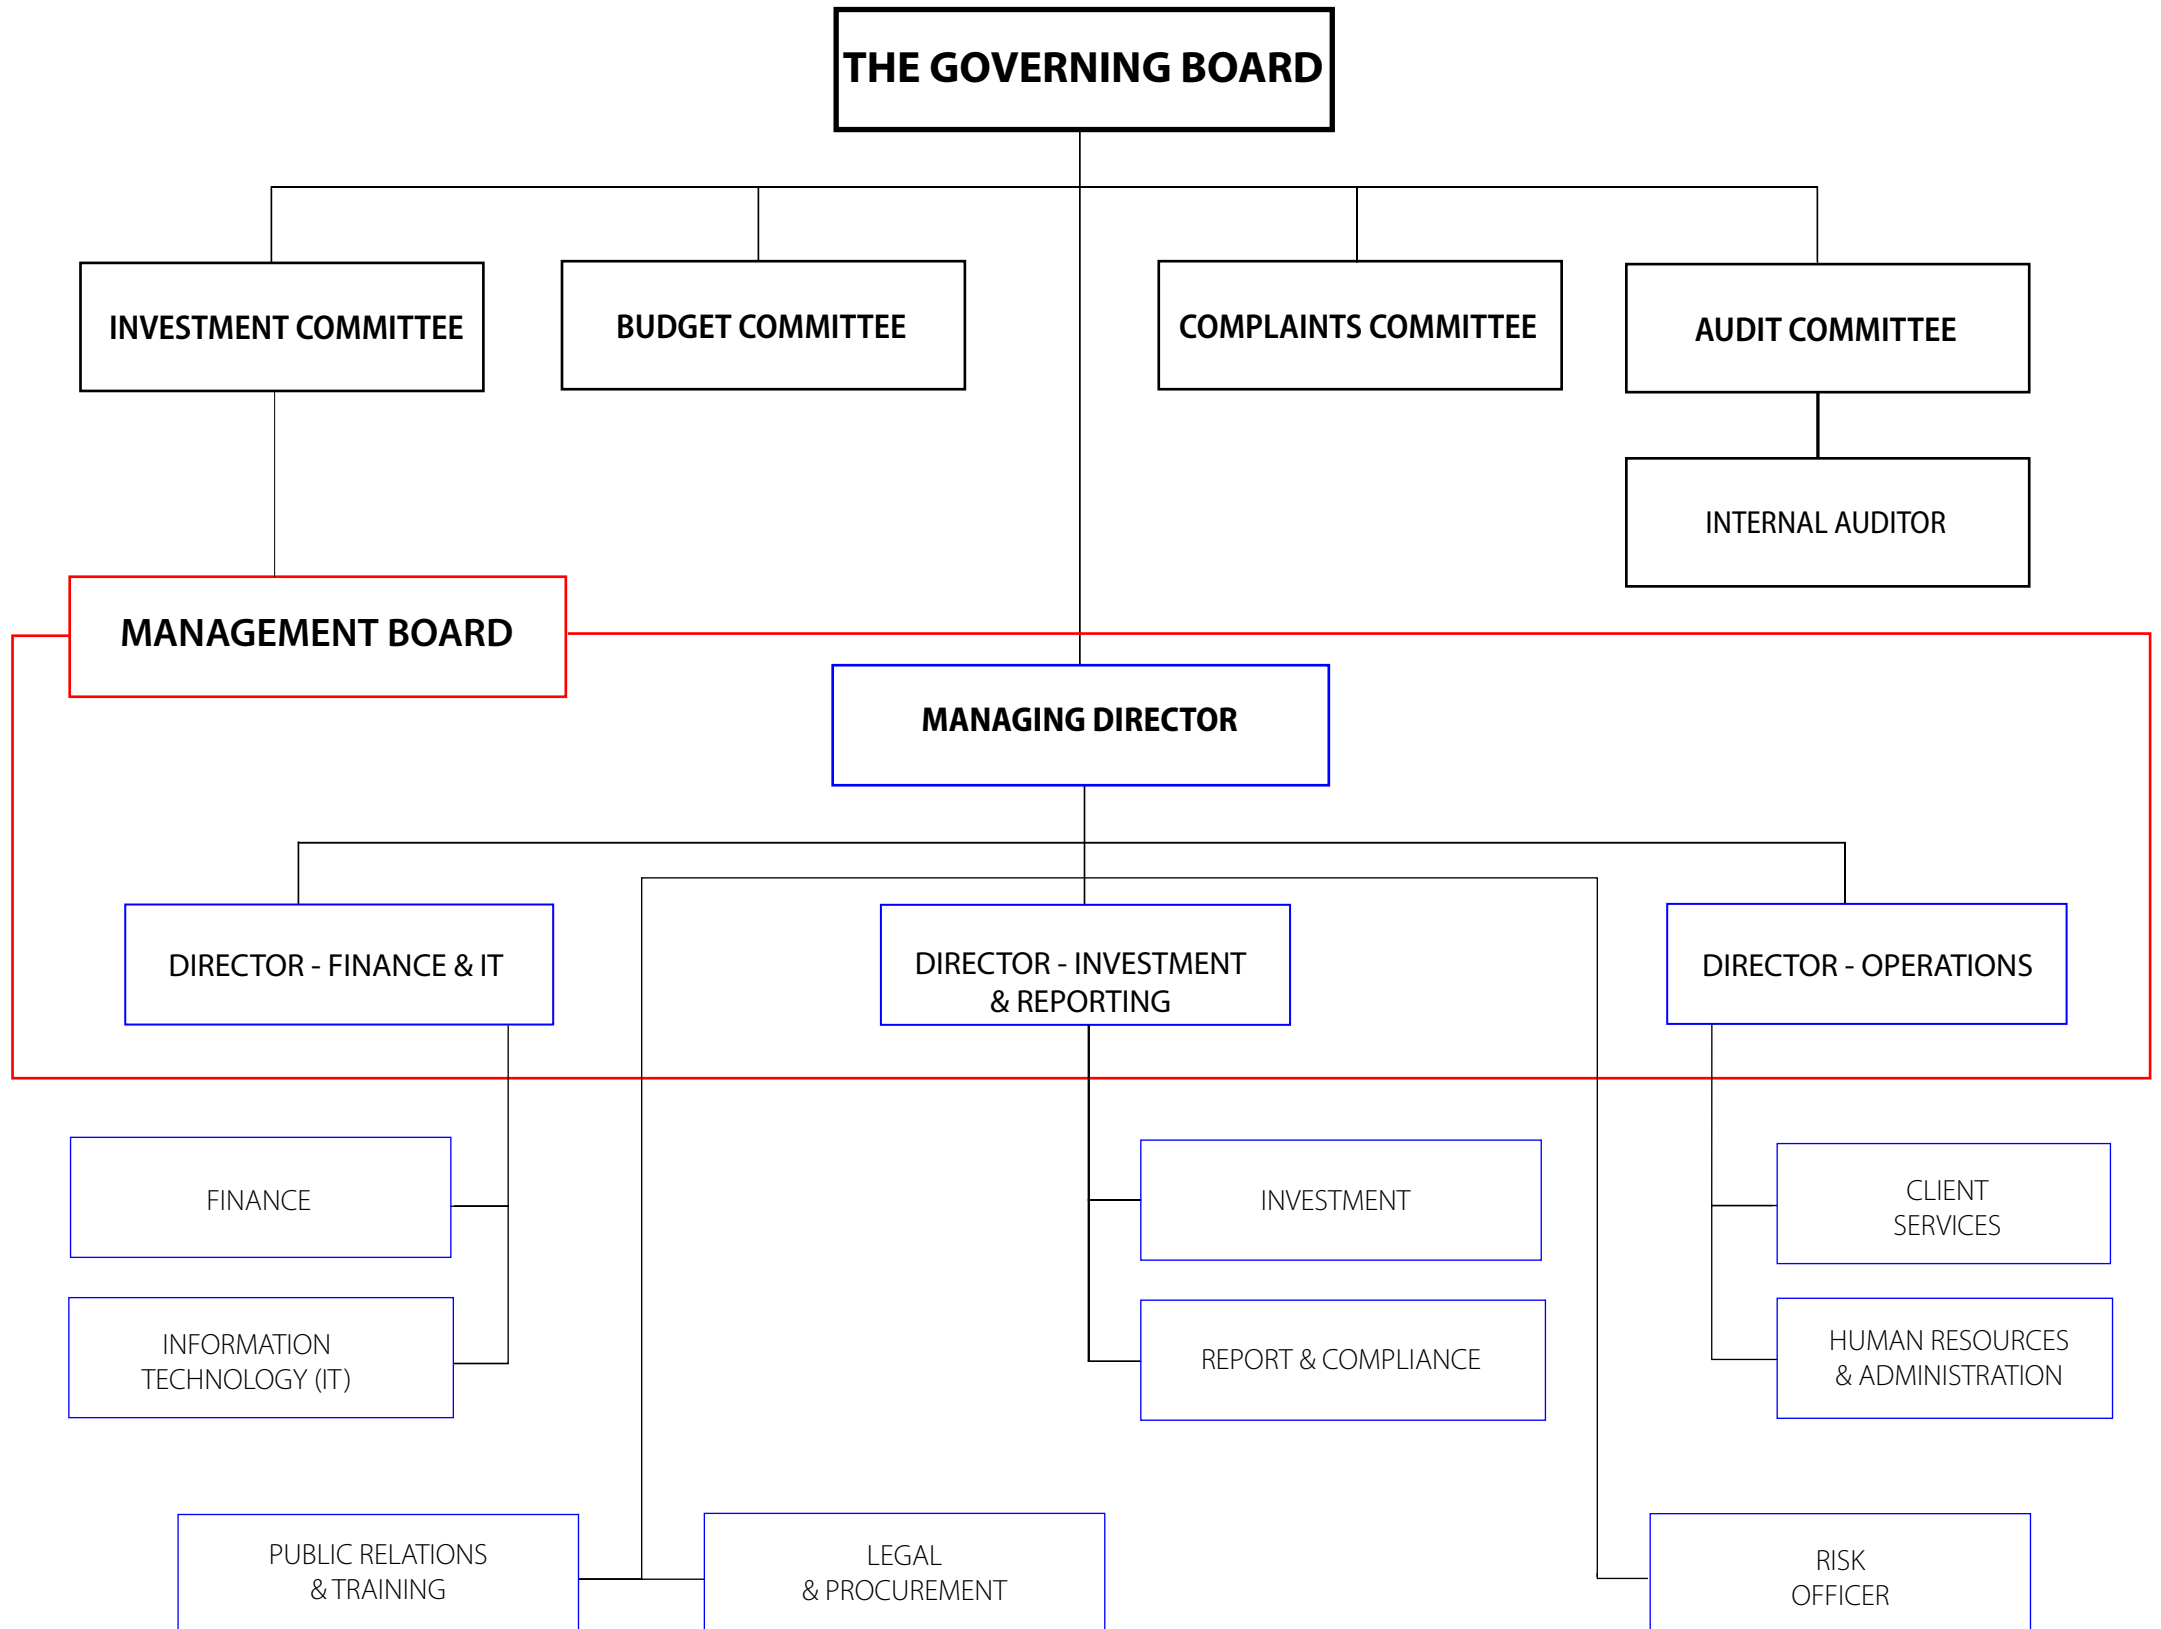 THE GOVERNING BOARD
INVESTMENT COMMITTEE
BUDGET COMMITTEE
COMPLAINTS COMMITTEE
AUDIT COMMITTEE
INTERNAL AUDITOR
MANAGEMENT BOARD
MANAGING DIRECTOR
DIRECTOR - FINANCE & IT
DIRECTOR - INVESTMENT
& REPORTING
DIRECTOR - OPERATIONS
FINANCE
INVESTMENT
CLIENT
SERVICES
INFORMATION
TECHNOLOGY (IT)
REPORT & COMPLIANCE
HUMAN RESOURCES
& ADMINISTRATION
PUBLIC RELATIONS
& TRAINING
LEGAL
& PROCUREMENT
RISK
OFFICER